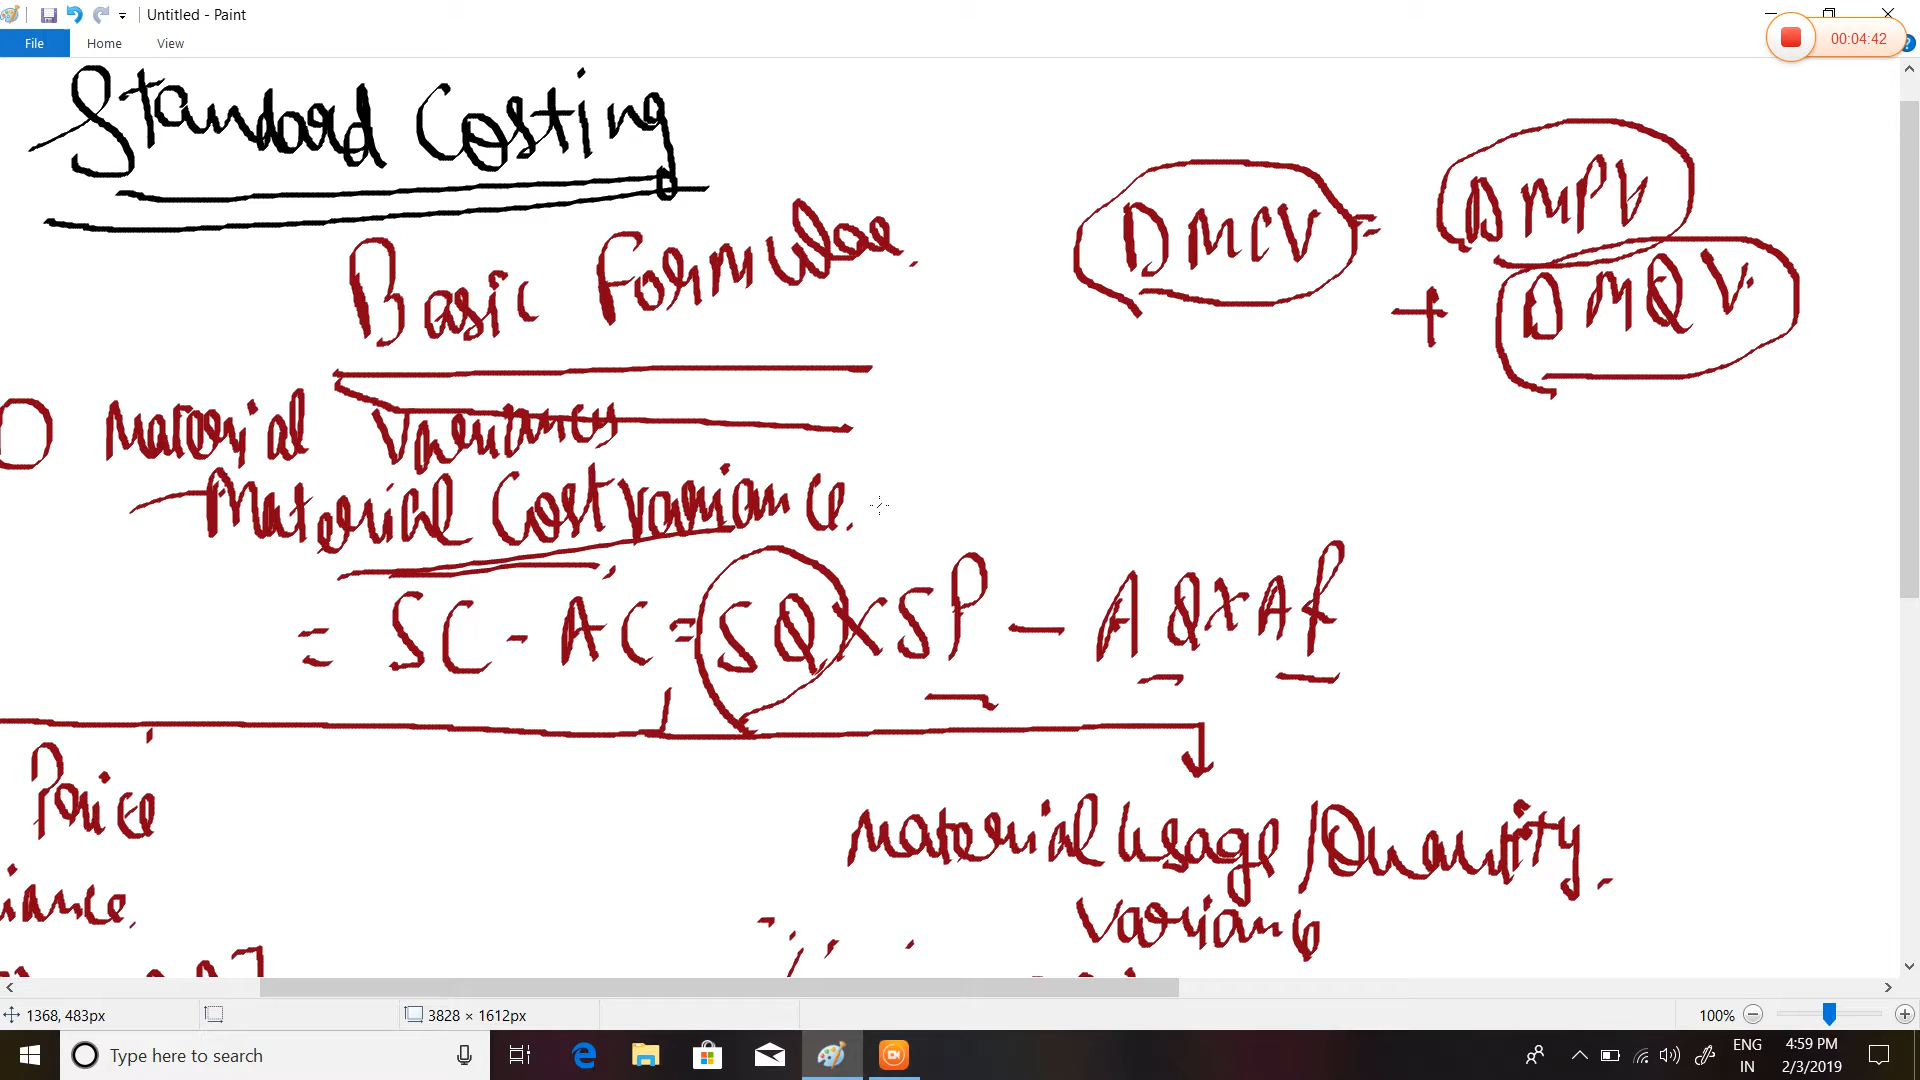 Untitled - Paint
00:04:42
File Home View
Standard Costing
Basic Formulae.
DMCV = DMPV
+ DMQV
Material Variances
Material Cost Variance.
= SC - AC = SQ X SP - AQ X AP
Price
iance.
Material Usage / Quantity
Variance
1368, 483px
3828 × 1612px
100%
Type here to search
ENG
IN
4:59 PM
2/3/2019